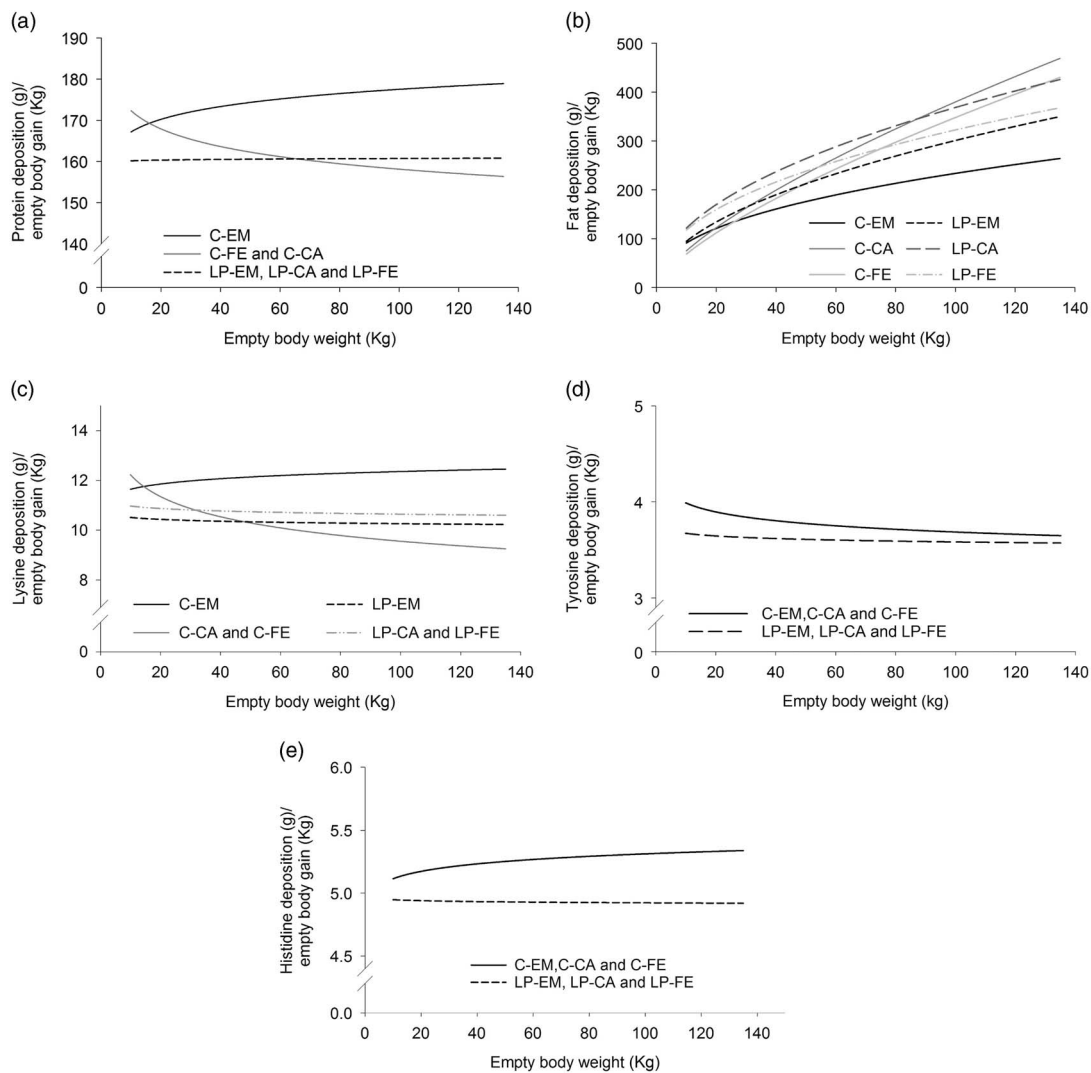 (a)
Protein deposition (g)/
empty body gain (Kg)
190
180
170
160
150
140
0
C-EM
C-FE and C-CA
LP-EM, LP-CA and LP-FE
0 20 40 60 80 100 120 140
Empty body weight (Kg)
(b)
Fat deposition (g)/
empty body gain (Kg)
500
400
300
200
100
0
C-EM LP-EM
C-CA LP-CA
C-FE LP-FE
0 20 40 60 80 100 120 140
Empty body weight (Kg)
(c)
Lysine deposition (g)/
empty body gain (Kg)
14
12
10
8
0
C-EM LP-EM
C-CA and C-FE LP-CA and LP-FE
0 20 40 60 80 100 120 140
Empty body weight (Kg)
(d)
Tyrosine deposition (g)/
empty body gain (Kg)
5
4
3
0
C-EM,C-CA and C-FE
LP-EM, LP-CA and LP-FE
0 20 40 60 80 100 120 140
Empty body weight (kg)
(e)
Histidine deposition (g)/
empty body gain (Kg)
6.0
5.5
5.0
4.5
0.0
C-EM,C-CA and C-FE
LP-EM, LP-CA and LP-FE
0 20 40 60 80 100 120 140
Empty body weight (Kg)